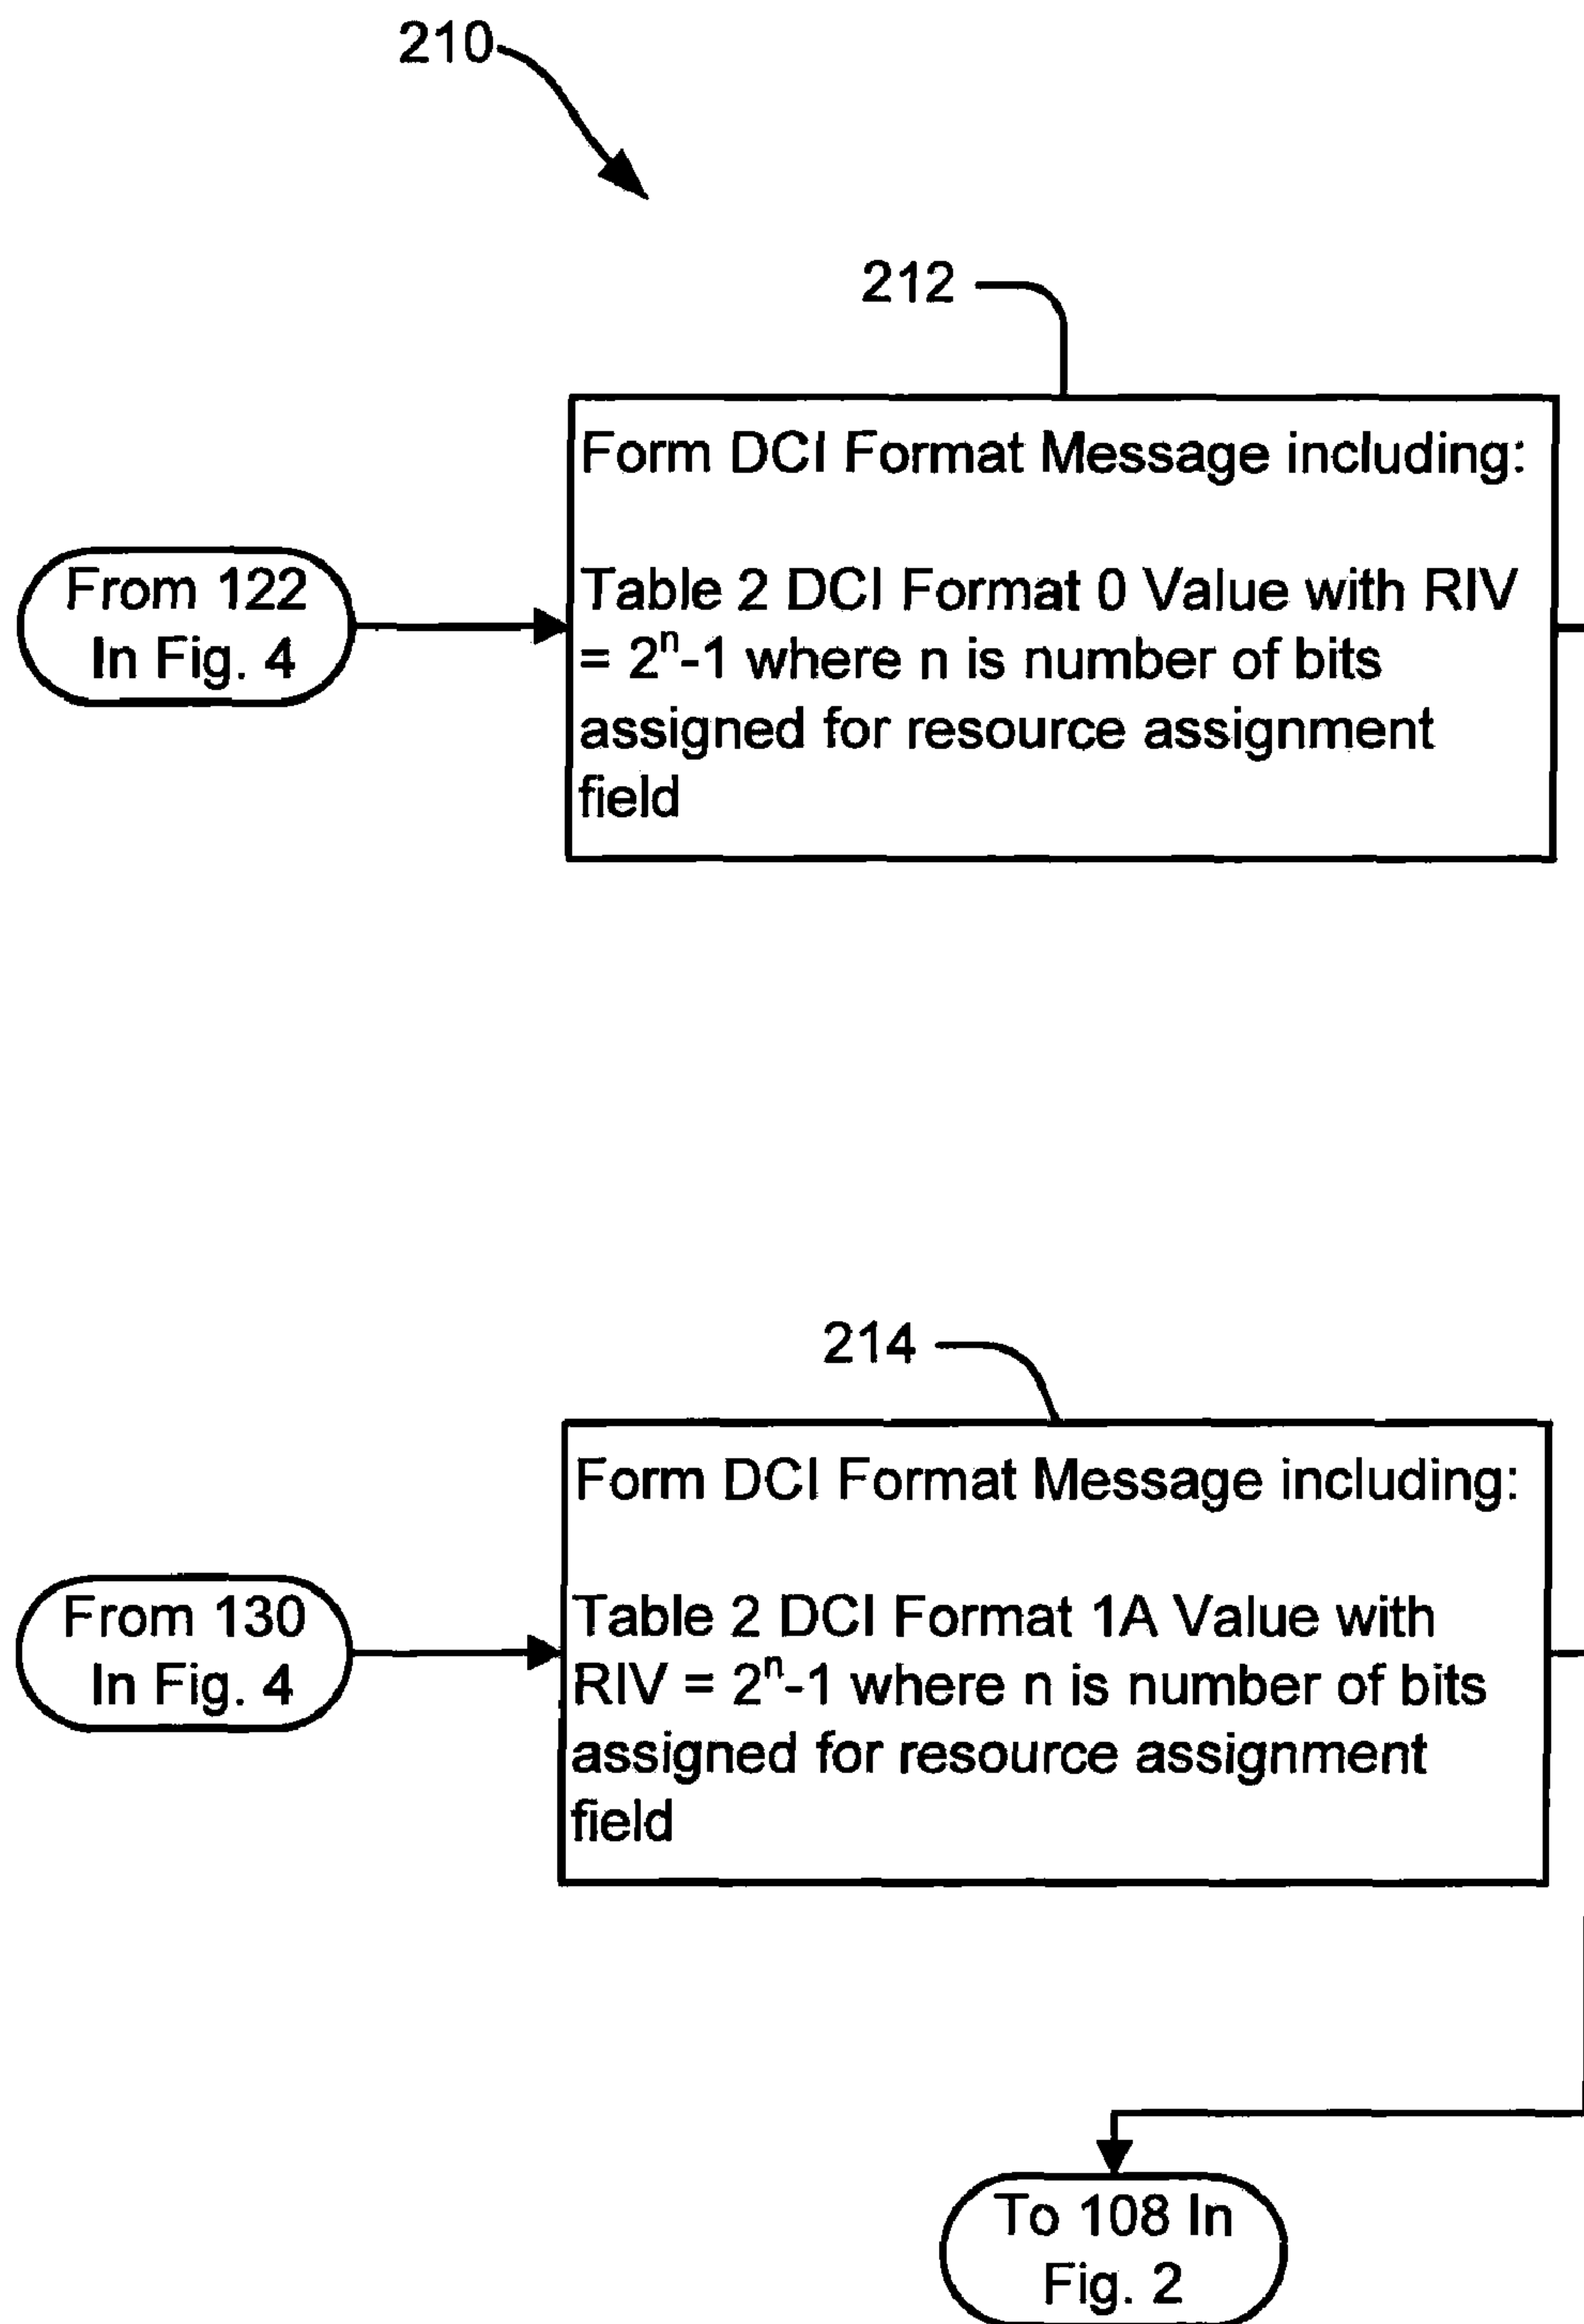 210
212
Form DCI Format Message including:
Table 2 DCI Format 0 Value with RIV
= 2ⁿ-1 where n is number of bits
assigned for resource assignment
field
From 122
In Fig. 4
214
Form DCI Format Message including:
Table 2 DCI Format 1A Value with
RIV = 2ⁿ-1 where n is number of bits
assigned for resource assignment
field
From 130
In Fig. 4
To 108 In
Fig. 2